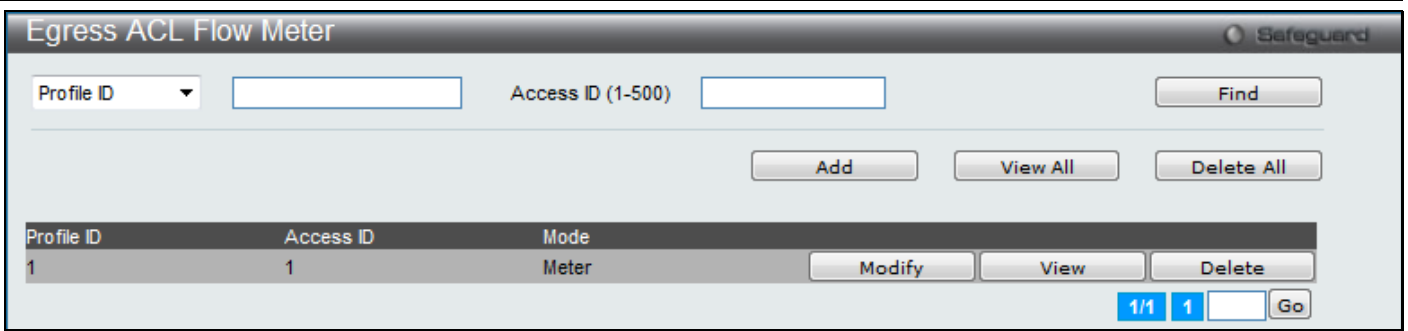 Egress ACL Flow Meter
Safeguard
Profile ID Access ID (1-500) Find
Add View All Delete All
Profile ID Access ID Mode
1 1 Meter Modify View Delete
1/1 1 Go